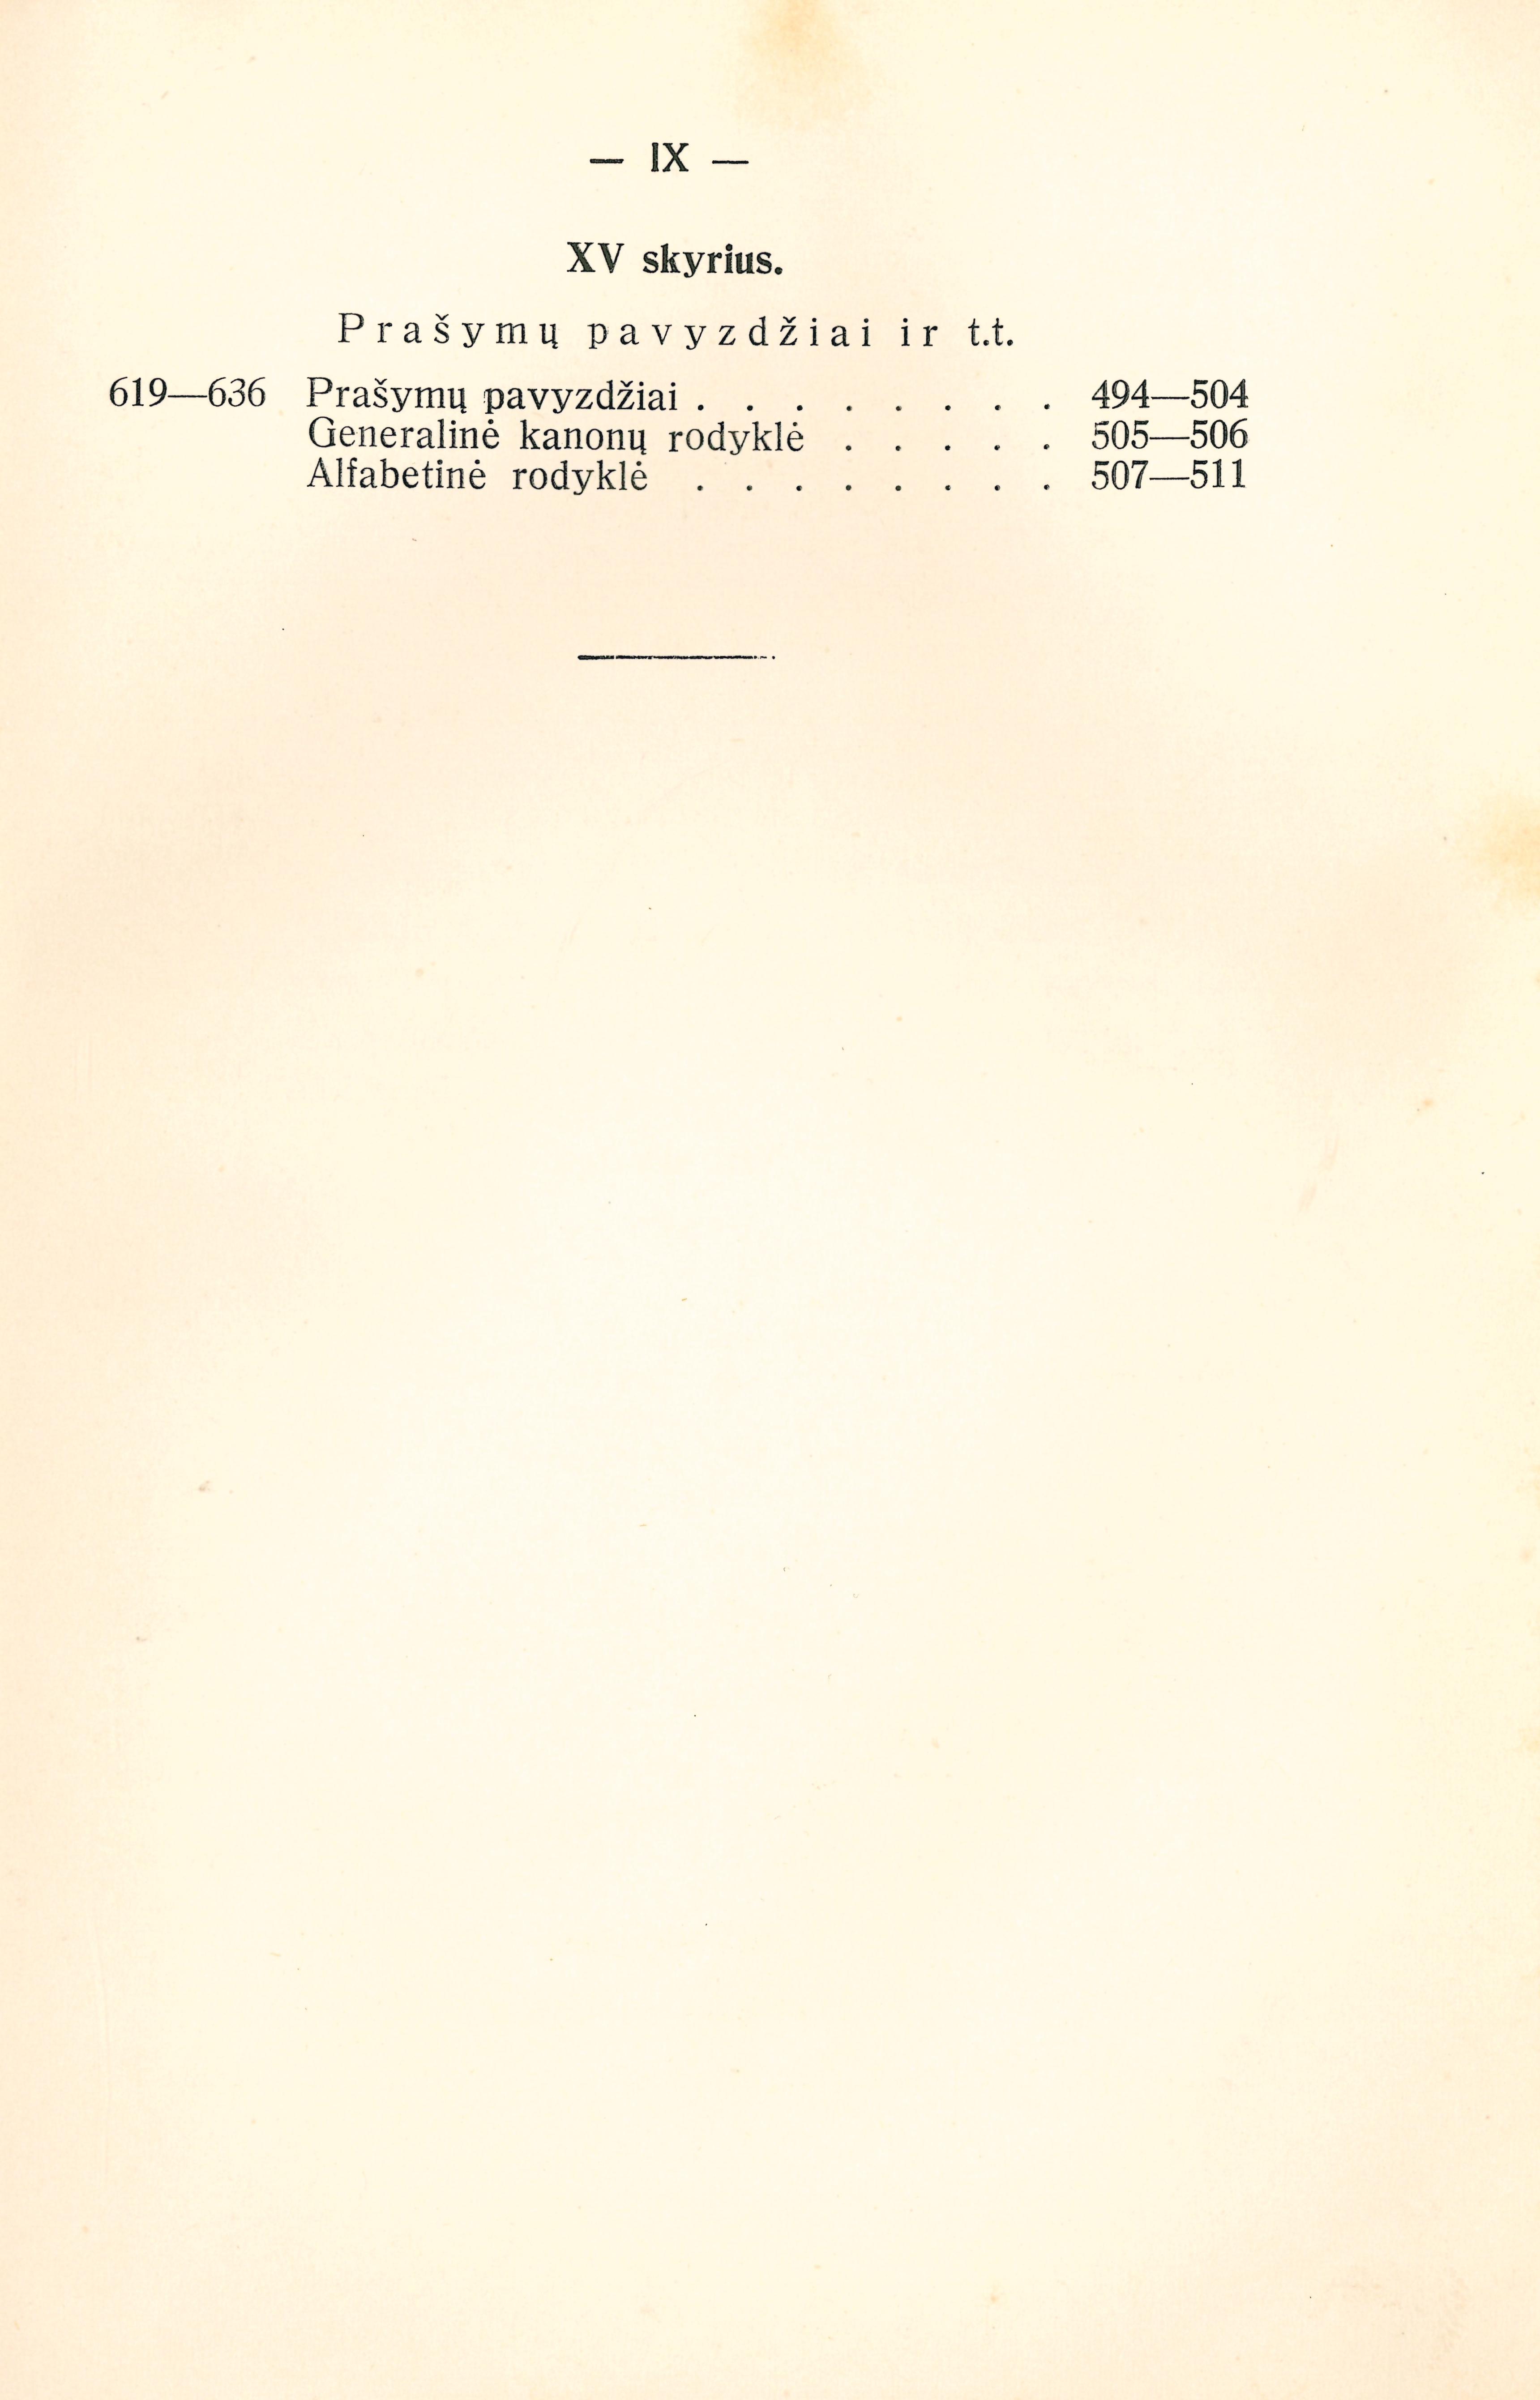 — IX —
XV skyrius.
Prašymų pavyzdžiai ir t.t.
619—636 Prašymų pavyzdžiai . . . . . . . . 494—504
Generalinė kanonų rodyklė . . . . . 505—506
Alfabetinė rodyklė . . . . . . . . 507—511